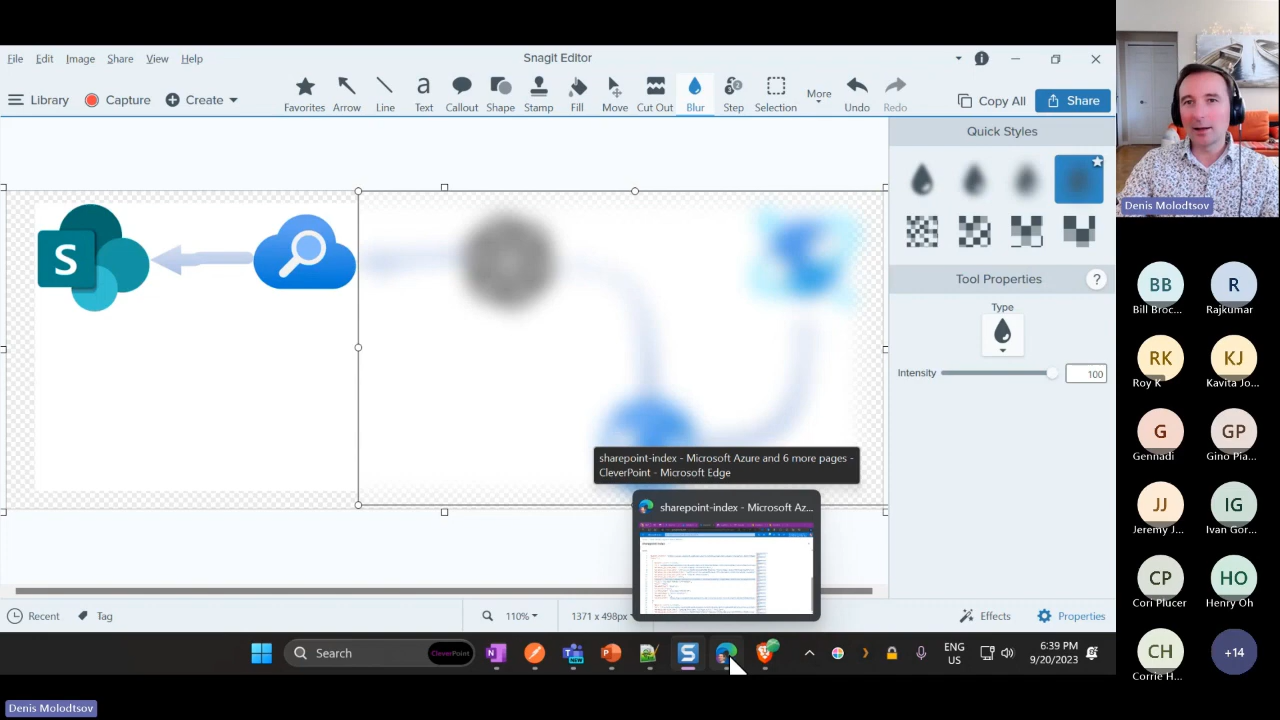 File Edit Image Share View Help
Snagit Editor
Library Capture Create
Favorites Arrow Line Text Callout Shape Stamp Fill Move Cut Out Blur Step Selection More Undo Redo
Copy All Share
Quick Styles
S
Tool Properties
?
Type
Intensity 100
sharepoint-index - Microsoft Azure and 6 more pages -
CleverPoint - Microsoft Edge
sharepoint-index - Microsoft Az...
Recent Tag
110% 1371 x 498px
Effects Properties
Search CleverPoint
ENG
US
6:39 PM
9/20/2023
Denis Molodtsov
Denis Molodtsov
BB
Bill Broc...
R
Rajkumar
RK
Roy K
KJ
Kavita Jo...
G
Gennadi
GP
Gino Pia...
JJ
Jeremy J...
IG
Ivan Gor...
CP
Cori Plucer
HO
Henry Oh
CH
Corrie H...
+14